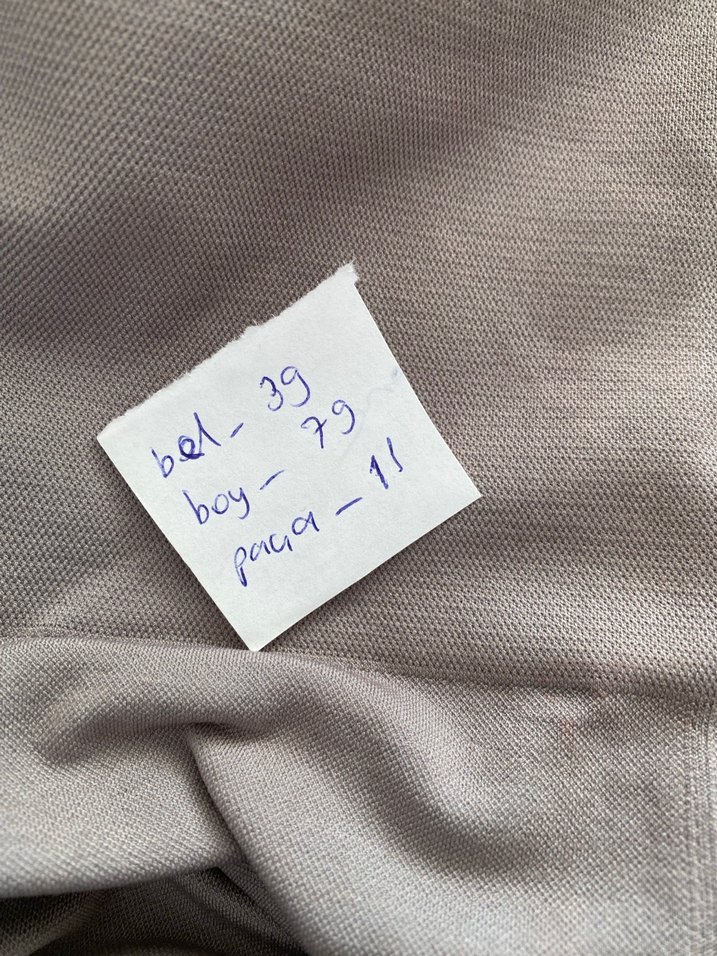 bel - 39
boy - 79
paça - 11